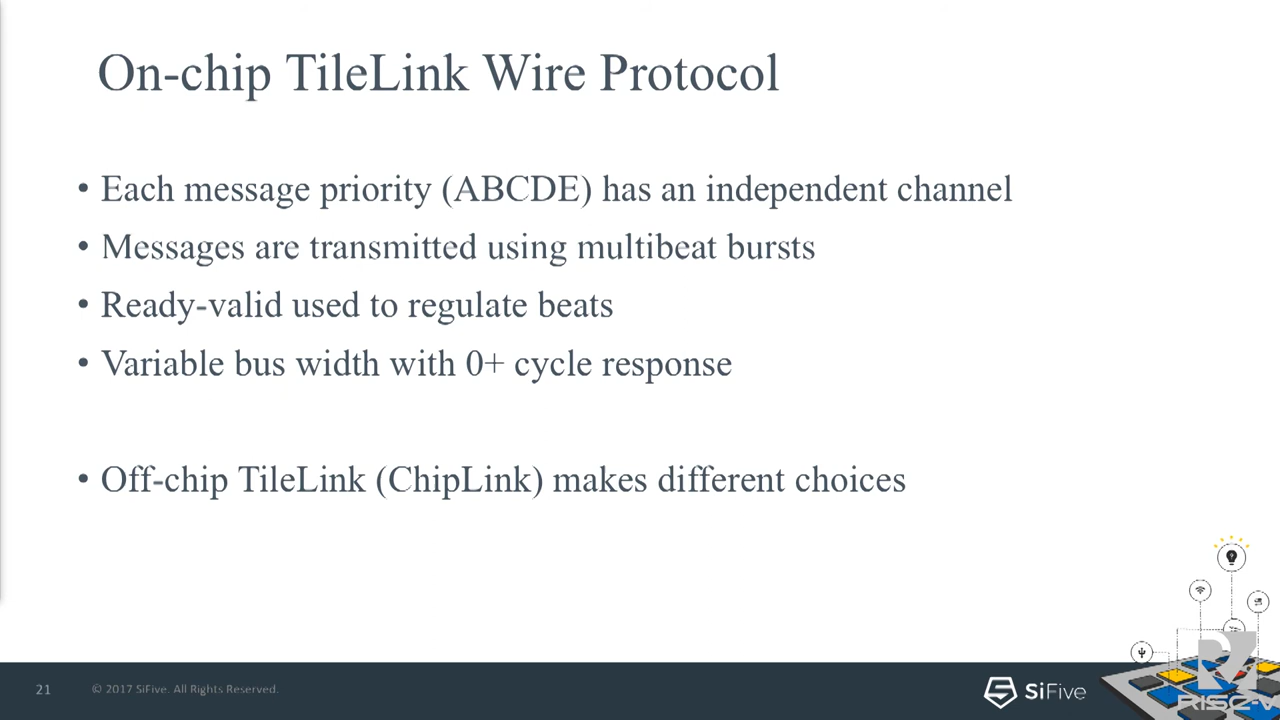 On-chip TileLink Wire Protocol
• Each message priority (ABCDE) has an independent channel
• Messages are transmitted using multibeat bursts
• Ready-valid used to regulate beats
• Variable bus width with 0+ cycle response
• Off-chip TileLink (ChipLink) makes different choices
21
© 2017 SiFive. All Rights Reserved.
SiFive
RISC-V